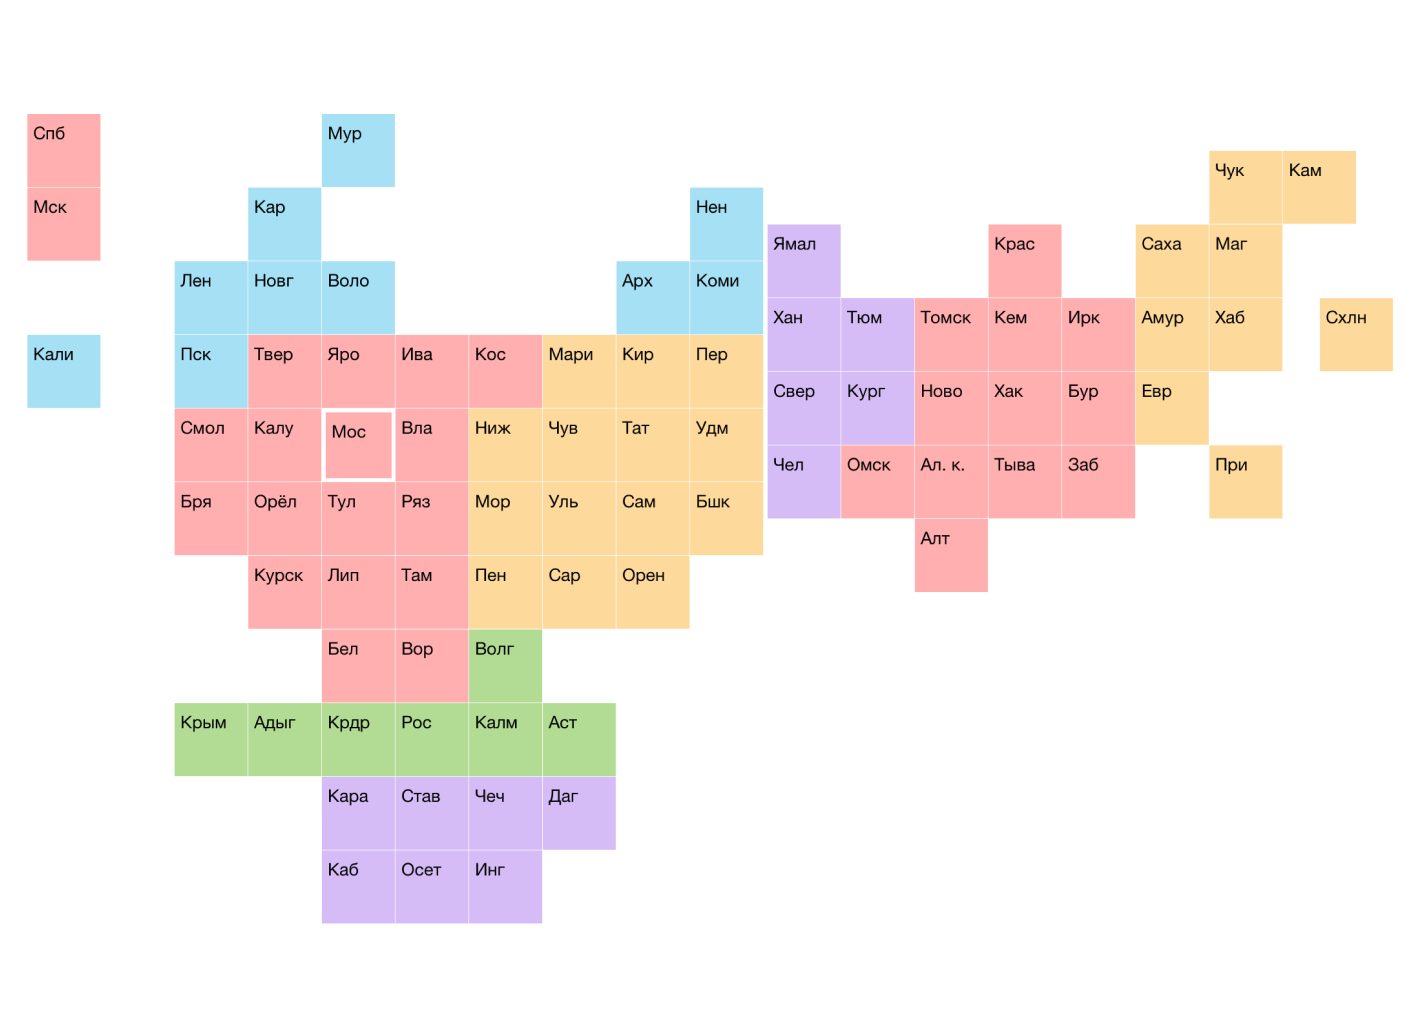 Спб Мур
Чук Кам
Мск Кар Нен
Ямал Крас Саха Маг
Лен Новг Воло Арх Коми
Хан Тюм Томск Кем Ирк Амур Хаб Схлн
Кали Пск Твер Яро Ива Кос Мари Кир Пер
Свер Кург Ново Хак Бур Евр
Смол Калу Мос Вла Ниж Чув Тат Удм
Чел Омск Ал. к. Тыва Заб При
Бря Орёл Тул Ряз Мор Уль Сам Бшк
Алт
Курск Лип Там Пен Сар Орен
Бел Вор Волг
Крым Адыг Крдр Рос Калм Аст
Кара Став Чеч Даг
Каб Осет Инг